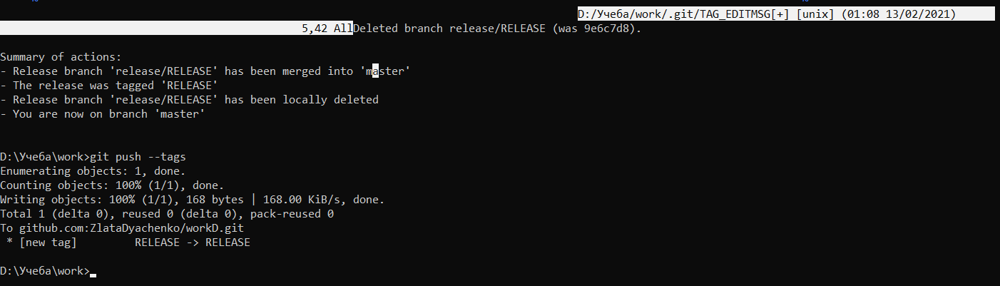 D:/Учеба/work/.git/TAG_EDITMSG[+] [unix] (01:08 13/02/2021)
5,42 AllDeleted branch release/RELEASE (was 9e6c7d8).
Summary of actions:
- Release branch 'release/RELEASE' has been merged into 'master'
- The release was tagged 'RELEASE'
- Release branch 'release/RELEASE' has been locally deleted
- You are now on branch 'master'
D:\Учеба\work>git push --tags
Enumerating objects: 1, done.
Counting objects: 100% (1/1), done.
Writing objects: 100% (1/1), 168 bytes | 168.00 KiB/s, done.
Total 1 (delta 0), reused 0 (delta 0), pack-reused 0
To github.com:ZlataDyachenko/workD.git
 * [new tag]         RELEASE -> RELEASE
D:\Учеба\work>